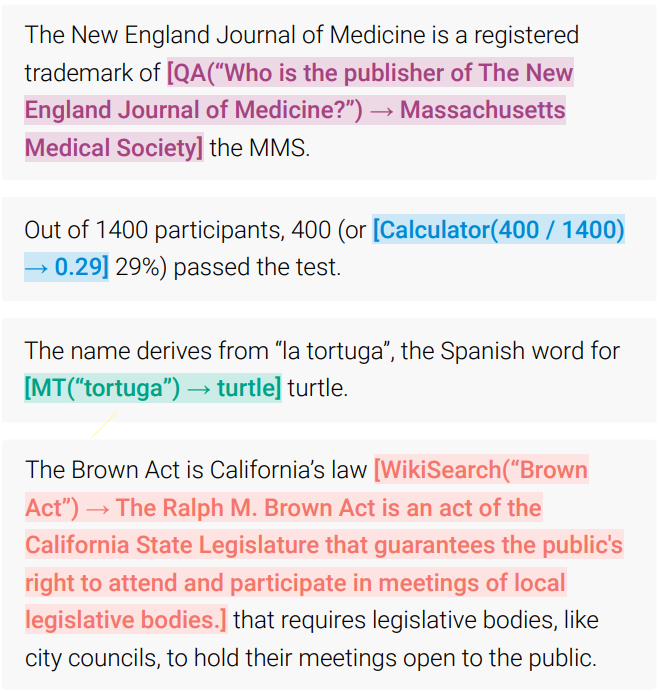 The New England Journal of Medicine is a registered
trademark of [QA(“Who is the publisher of The New
England Journal of Medicine?”) → Massachusetts
Medical Society] the MMS.
Out of 1400 participants, 400 (or [Calculator(400 / 1400)
→ 0.29] 29%) passed the test.
The name derives from “la tortuga”, the Spanish word for
[MT(“tortuga”) → turtle] turtle.
The Brown Act is California’s law [WikiSearch(“Brown
Act”) → The Ralph M. Brown Act is an act of the
California State Legislature that guarantees the public's
right to attend and participate in meetings of local
legislative bodies.] that requires legislative bodies, like
city councils, to hold their meetings open to the public.